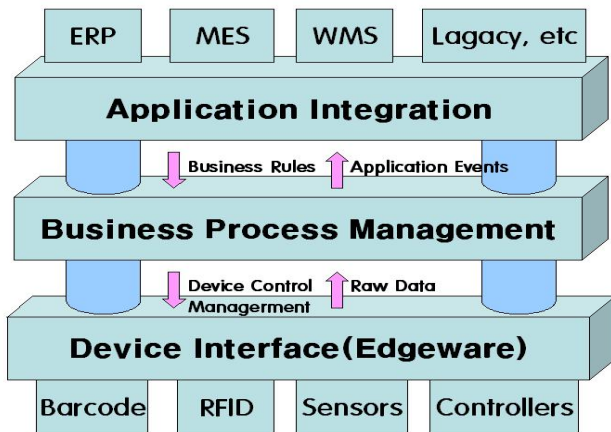 ERP MES WMS Lagacy, etc
Application Integration
Business Rules Application Events
Business Process Management
Device Control Raw Data
Managerment
Device Interface(Edgeware)
Barcode RFID Sensors Controllers